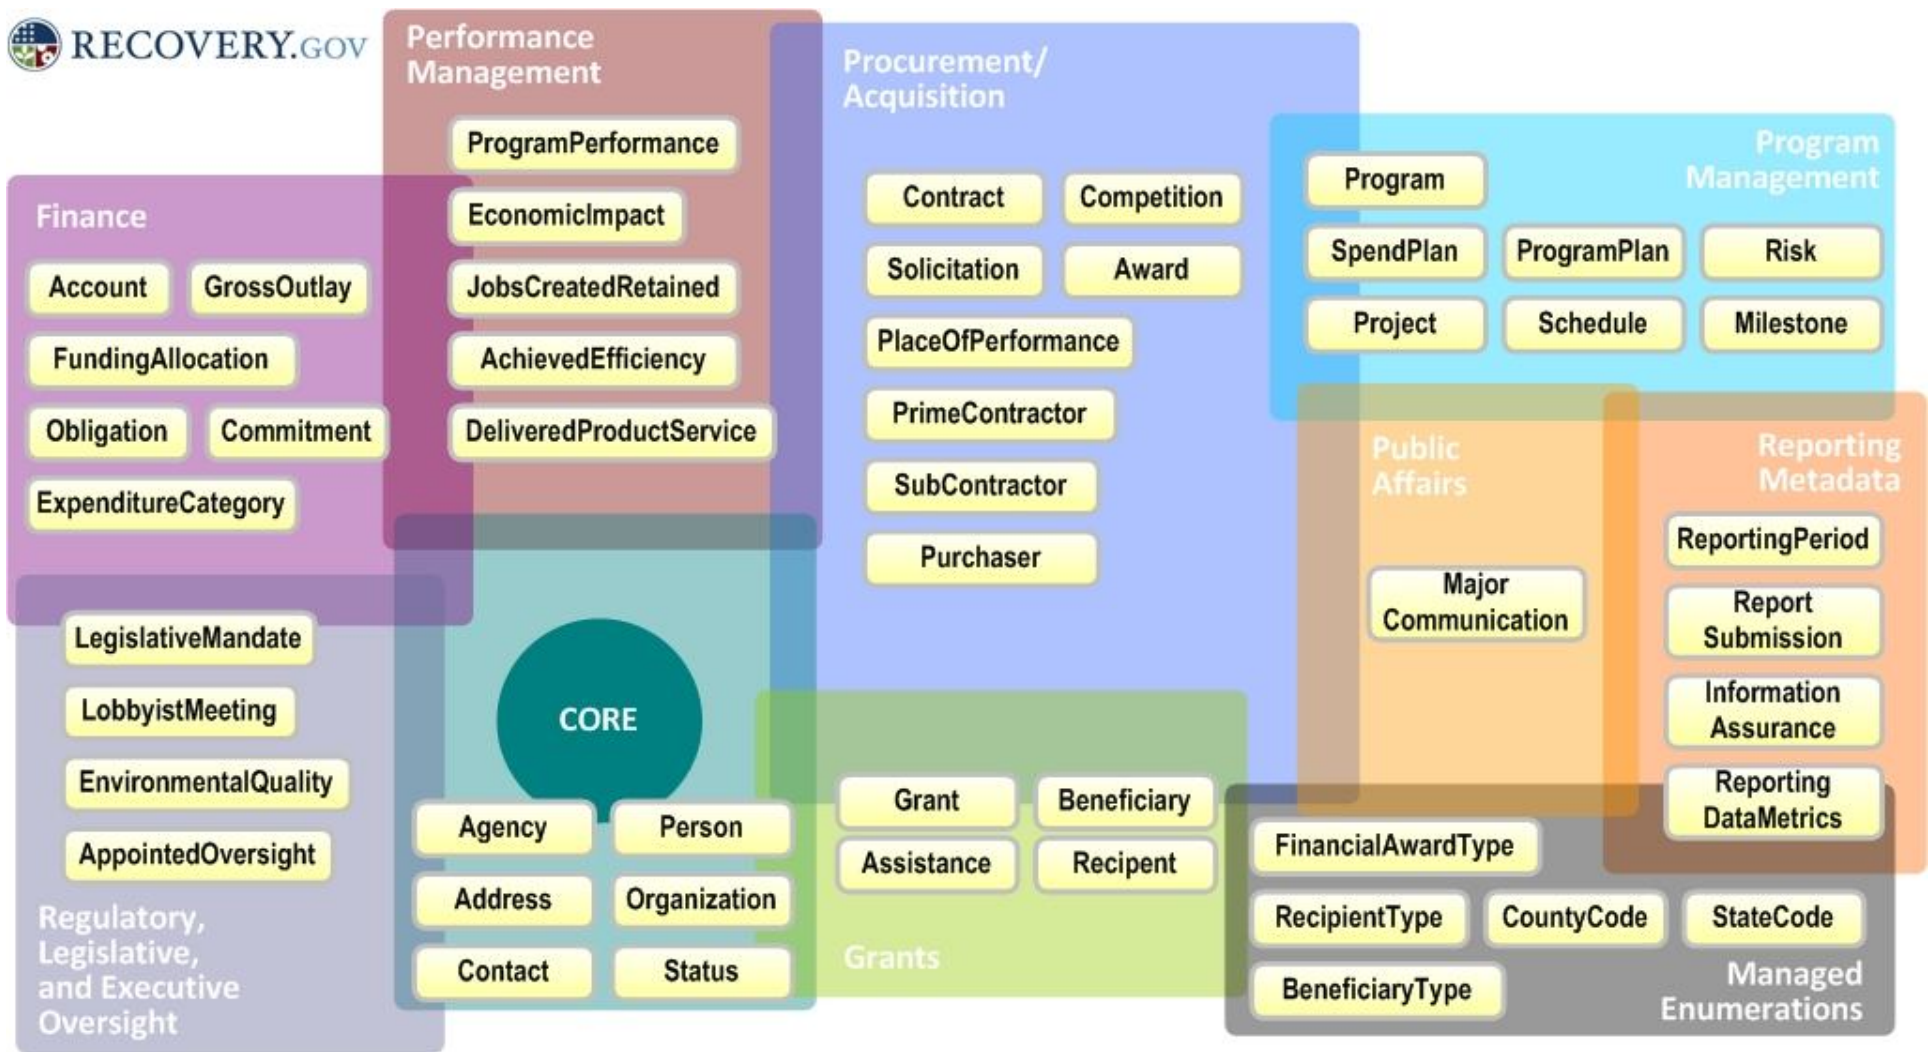 RECOVERY.GOV
Performance
Management
ProgramPerformance
EconomicImpact
JobsCreatedRetained
AchievedEfficiency
DeliveredProductService
Finance
Account
GrossOutlay
FundingAllocation
Obligation
Commitment
ExpenditureCategory
LegislativeMandate
LobbyistMeeting
EnvironmentalQuality
AppointedOversight
Regulatory,
Legislative,
and Executive
Oversight
CORE
Agency
Person
Address
Organization
Contact
Status
Procurement/
Acquisition
Contract
Competition
Solicitation
Award
PlaceOfPerformance
PrimeContractor
SubContractor
Purchaser
Grant
Beneficiary
Assistance
Recipent
Grants
Program
Management
Program
SpendPlan
ProgramPlan
Risk
Project
Schedule
Milestone
Public
Affairs
Major
Communication
Reporting
Metadata
ReportingPeriod
Report
Submission
Information
Assurance
Reporting
DataMetrics
FinancialAwardType
RecipientType
CountyCode
StateCode
BeneficiaryType
Managed
Enumerations